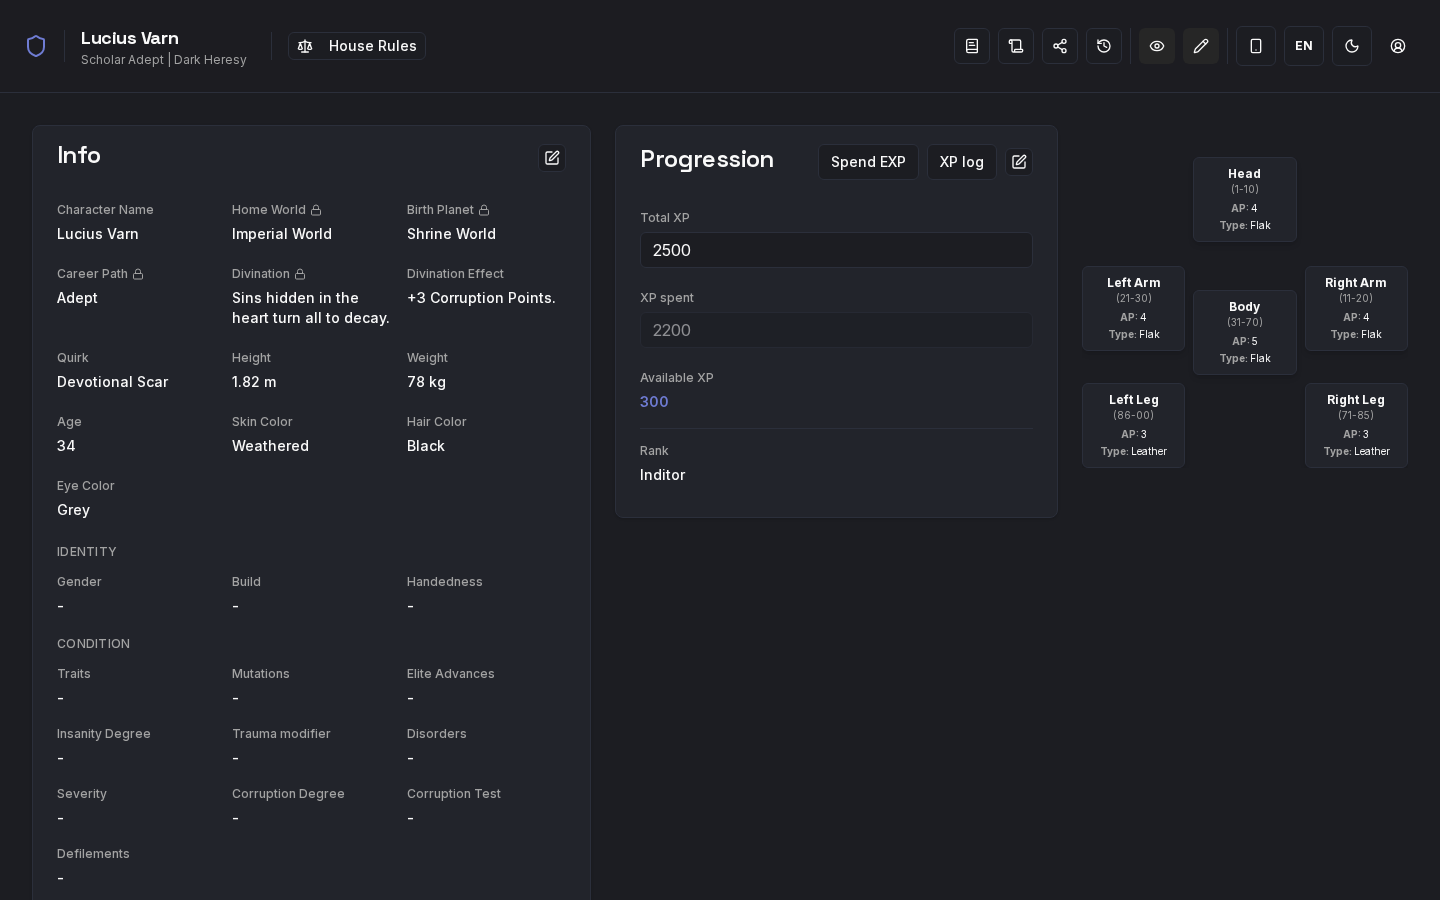 Lucius Varn
Scholar Adept | Dark Heresy
House Rules
EN
Info
Character Name
Lucius Varn
Home World
Imperial World
Birth Planet
Shrine World
Career Path
Adept
Divination
Sins hidden in the
heart turn all to decay.
Divination Effect
+3 Corruption Points.
Quirk
Devotional Scar
Height
1.82 m
Weight
78 kg
Age
34
Skin Color
Weathered
Hair Color
Black
Eye Color
Grey
IDENTITY
Gender
-
Build
-
Handedness
-
CONDITION
Traits
-
Mutations
-
Elite Advances
-
Insanity Degree
-
Trauma modifier
-
Disorders
-
Severity
-
Corruption Degree
-
Corruption Test
-
Defilements
-
Progression
Spend EXP
XP log
Total XP
2500
XP spent
2200
Available XP
300
Rank
Inditor
Head
(1-10)
AP: 4
Type: Flak
Left Arm
(21-30)
AP: 4
Type: Flak
Body
(31-70)
AP: 5
Type: Flak
Right Arm
(11-20)
AP: 4
Type: Flak
Left Leg
(86-00)
AP: 3
Type: Leather
Right Leg
(71-85)
AP: 3
Type: Leather